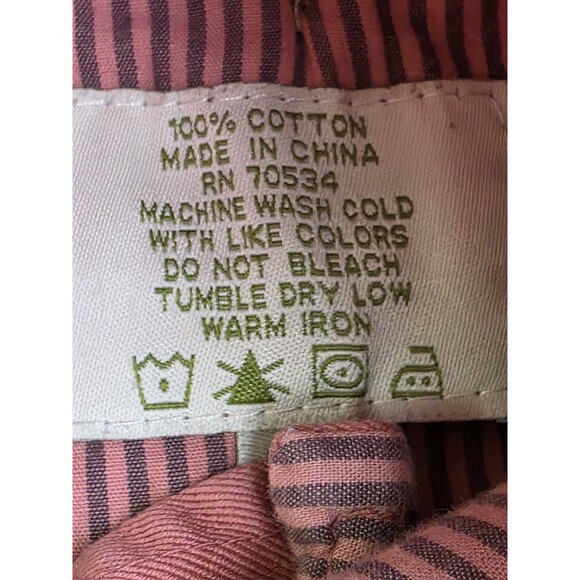 100% COTTON
MADE IN CHINA
RN 70534
MACHINE WASH COLD
WITH LIKE COLORS
DO NOT BLEACH
TUMBLE DRY LOW
WARM IRON